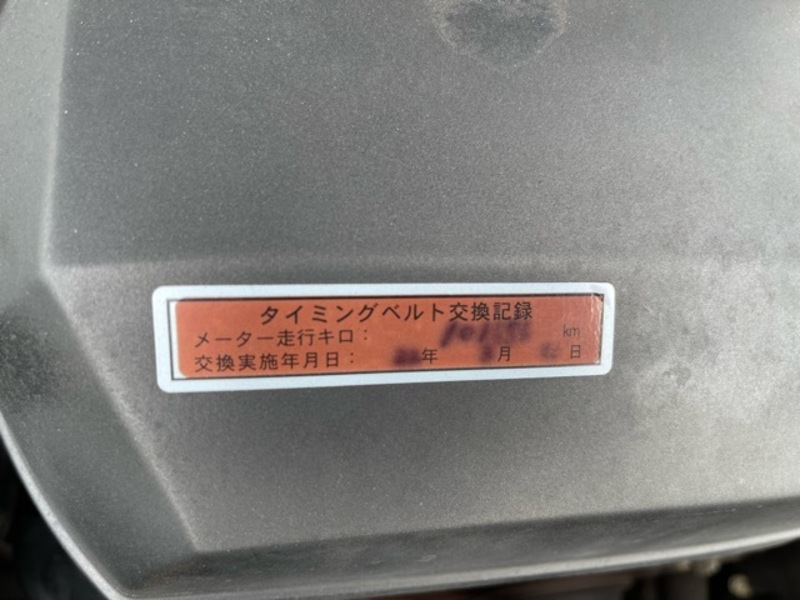 タイミングベルト交換記録
メーター走行キロ： km
交換実施年月日： 年 月 日